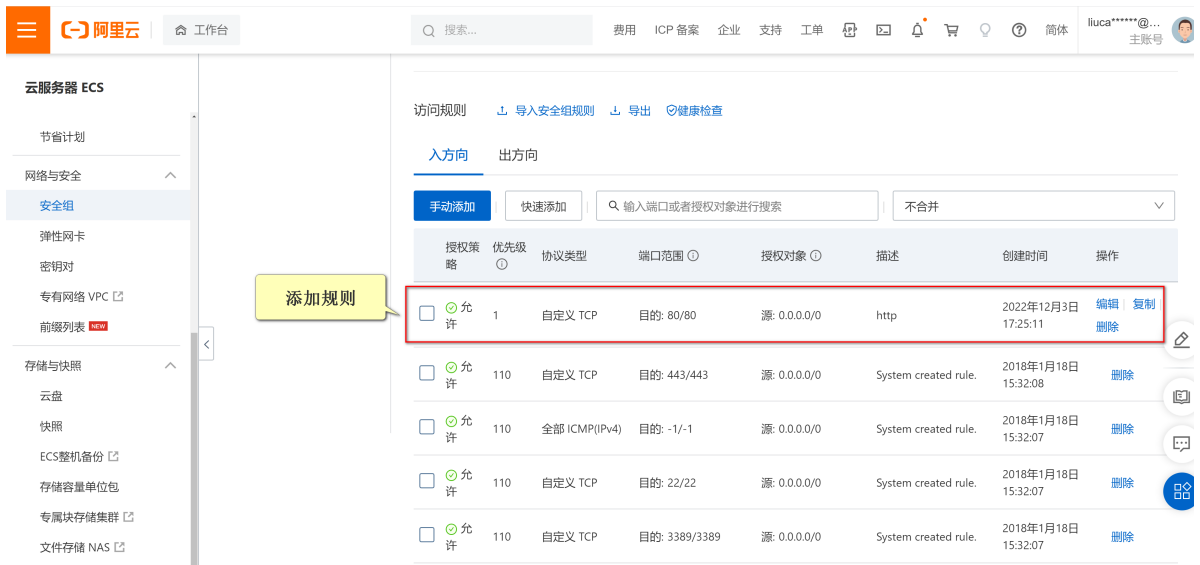 阿里云
工作台
搜索...
费用 ICP 备案 企业 支持 工单 简体
liuca******@...
主账号
云服务器 ECS
节省计划
网络与安全
安全组
弹性网卡
密钥对
专有网络 VPC
前缀列表 NEW
存储与快照
云盘
快照
ECS整机备份
存储容量单位包
专属块存储集群
文件存储 NAS
访问规则 导入安全组规则 导出 健康检查
入方向 出方向
手动添加 快速添加 输入端口或者授权对象进行搜索 不合并
授权策略 优先级 协议类型 端口范围 授权对象 描述 创建时间 操作
添加规则
允许 1 自定义 TCP 目的: 80/80 源: 0.0.0.0/0 http 2022年12月3日 17:25:11 编辑 复制 删除
允许 110 自定义 TCP 目的: 443/443 源: 0.0.0.0/0 System created rule. 2018年1月18日 15:32:08 删除
允许 110 全部 ICMP(IPv4) 目的: -1/-1 源: 0.0.0.0/0 System created rule. 2018年1月18日 15:32:07 删除
允许 110 自定义 TCP 目的: 22/22 源: 0.0.0.0/0 System created rule. 2018年1月18日 15:32:07 删除
允许 110 自定义 TCP 目的: 3389/3389 源: 0.0.0.0/0 System created rule. 2018年1月18日 15:32:07 删除